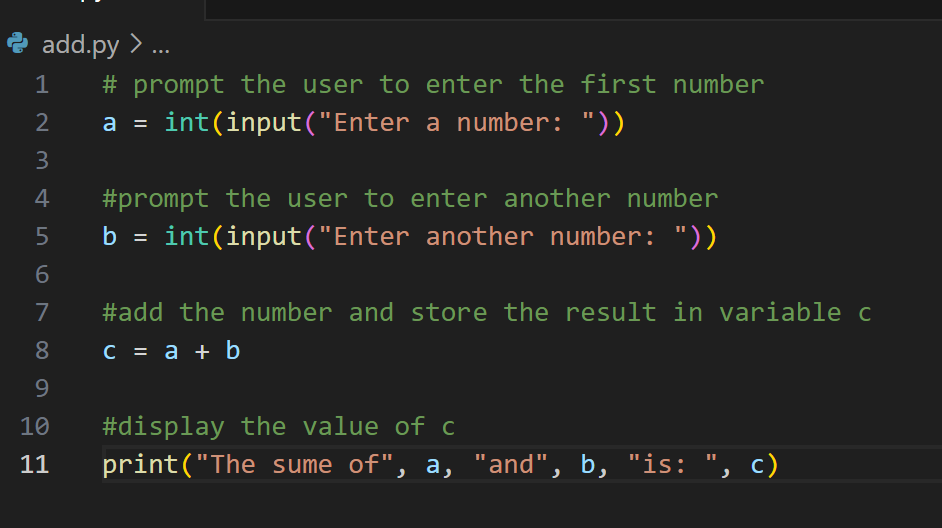 add.py > ...
1 # prompt the user to enter the first number
2 a = int(input("Enter a number: "))
3
4 #prompt the user to enter another number
5 b = int(input("Enter another number: "))
6
7 #add the number and store the result in variable c
8 c = a + b
9
10 #display the value of c
11 print("The sume of", a, "and", b, "is: ", c)